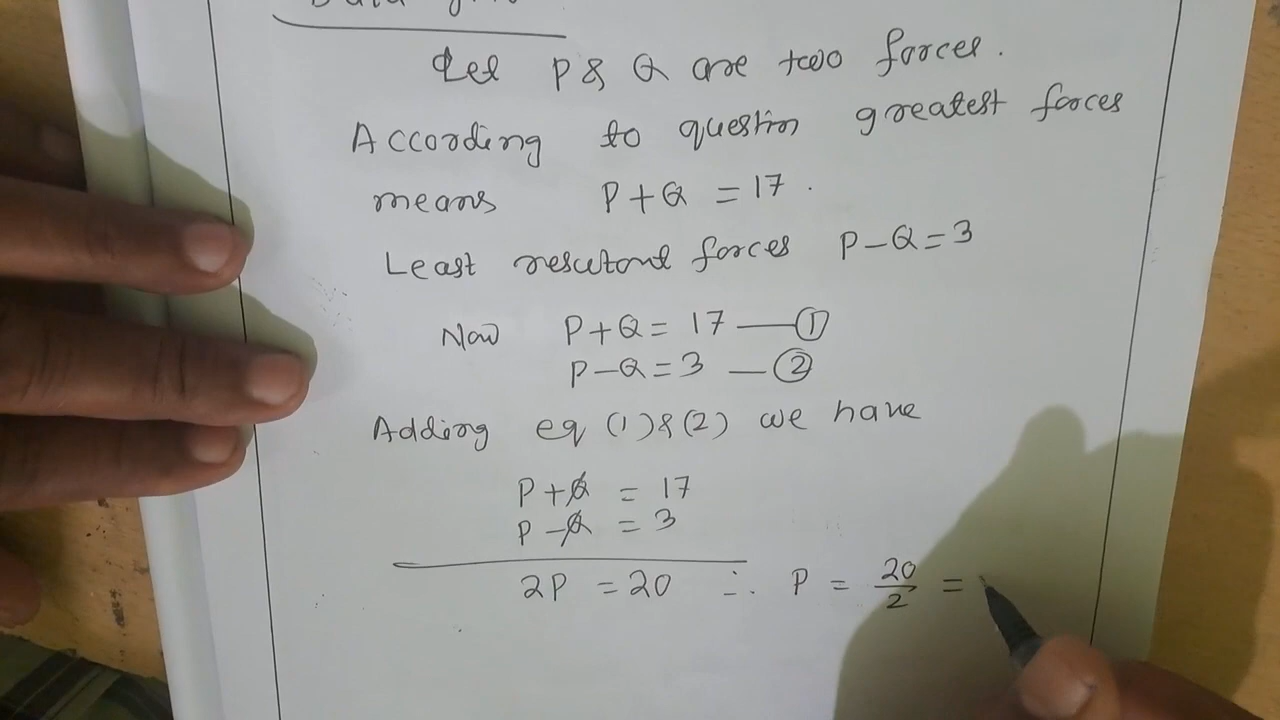 Let P & Q are two forces.
According to question greatest forces
means P + Q = 17.
Least resultant forces P - Q = 3
Now P + Q = 17 — ①
P - Q = 3 — ②
Adding eq (1) & (2) we have
P + Q = 17
P - Q = 3
2P = 20 ∴ P = 20/2 =